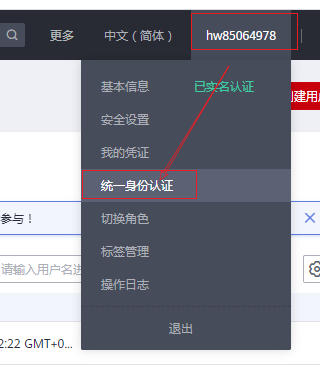 更多 中文（简体） hw85064978
基本信息 已实名认证
安全设置
创建用户
我的凭证
统一身份认证
切换角色
参与！
标签管理
请输入用户名进
操作日志
退出
2:22 GMT+0...